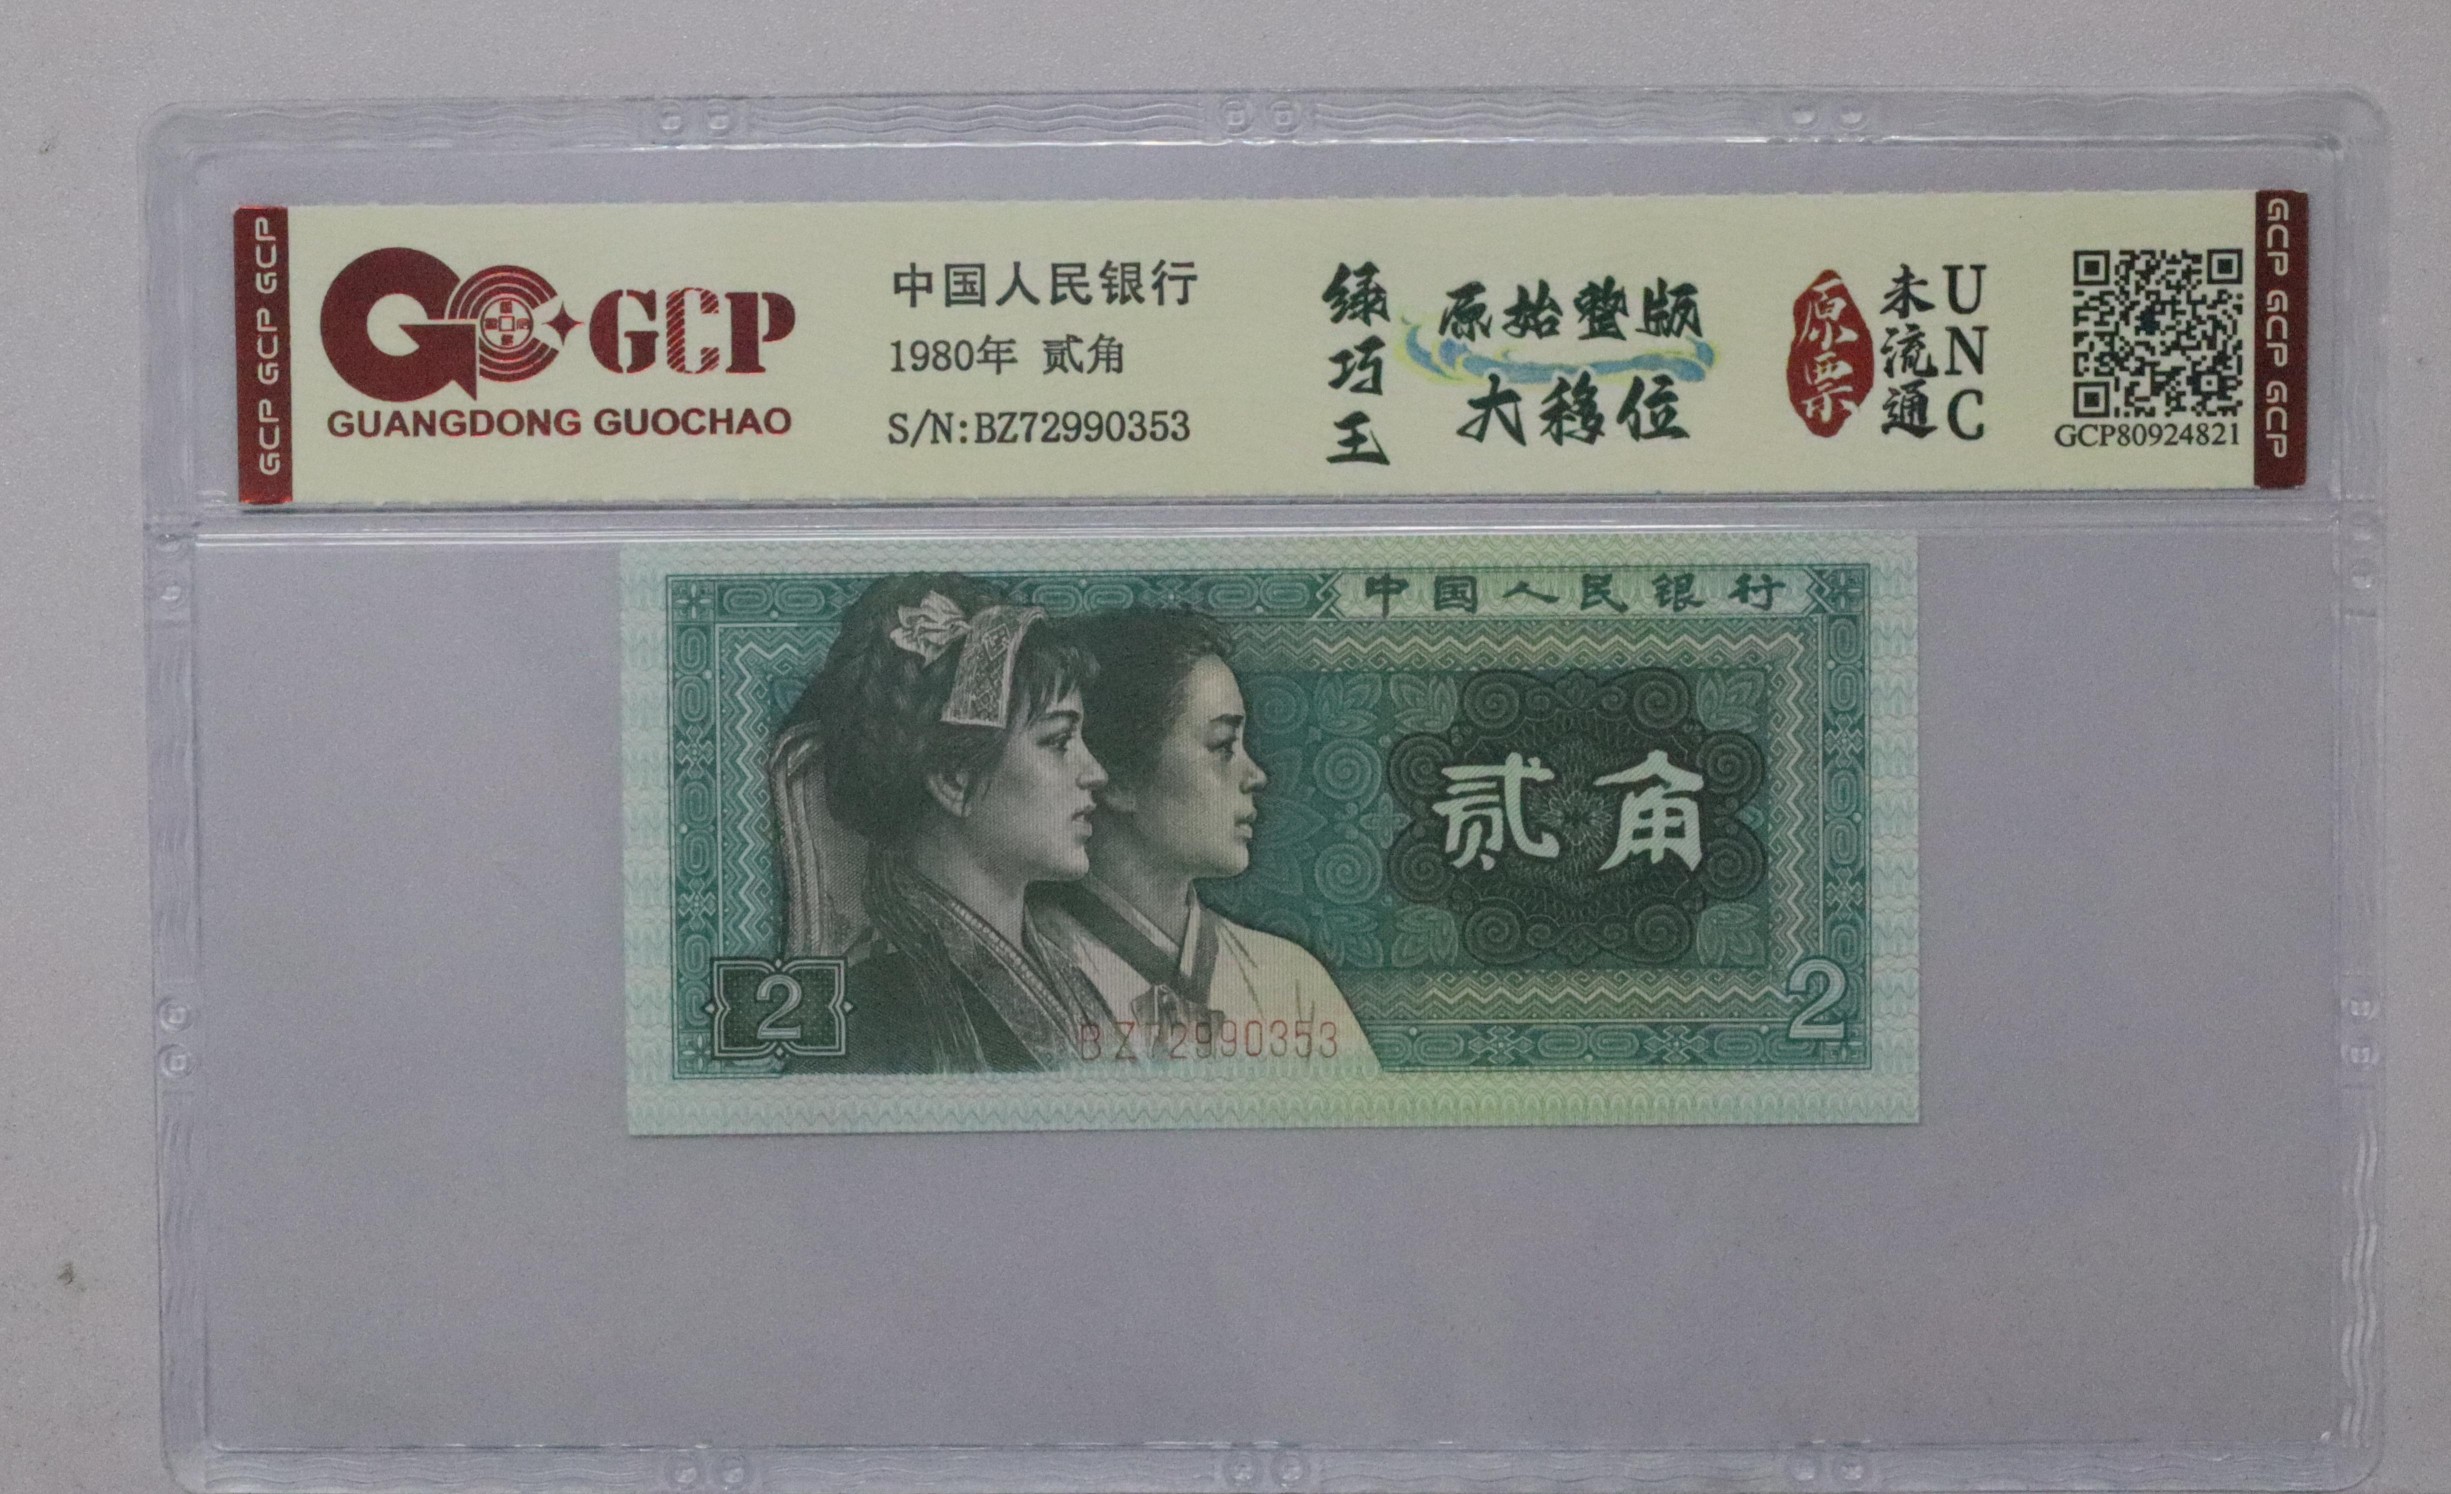 GCP GCP GCP
GCP
GUANGDONG GUOCHAO
中国人民银行
1980年 贰角
S/N:BZ72990353
绿巧王
原始整版
大移位
原票
未流通
UNC
GCP80924821
GCP GCP GCP
中国人民银行
贰角
2
BZ72990353
2